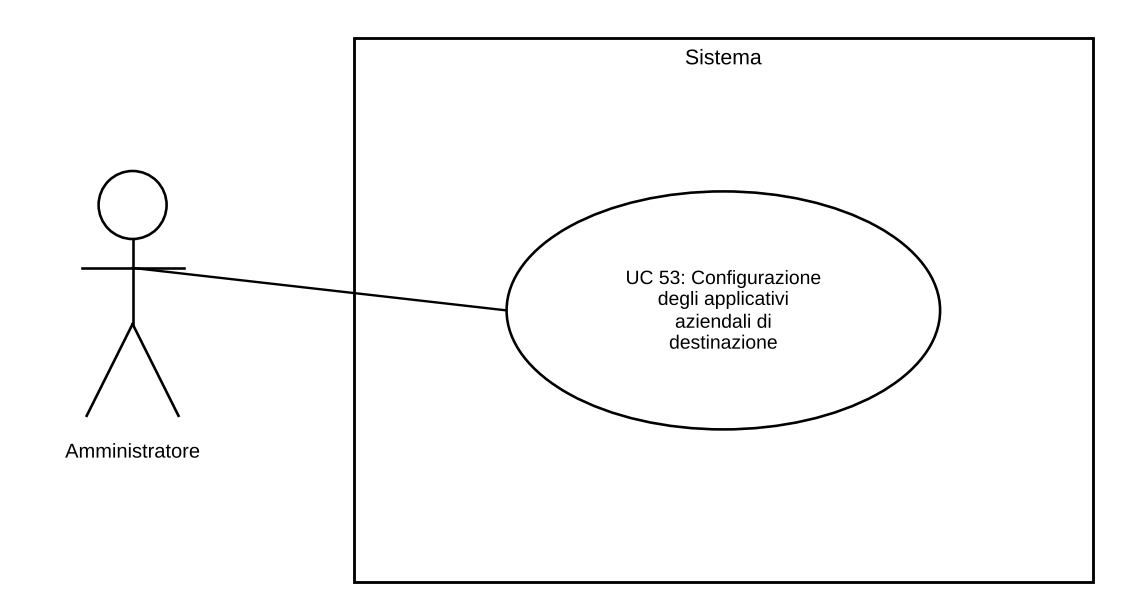 Sistema
UC 53: Configurazione
degli applicativi
aziendali di
destinazione
Amministratore